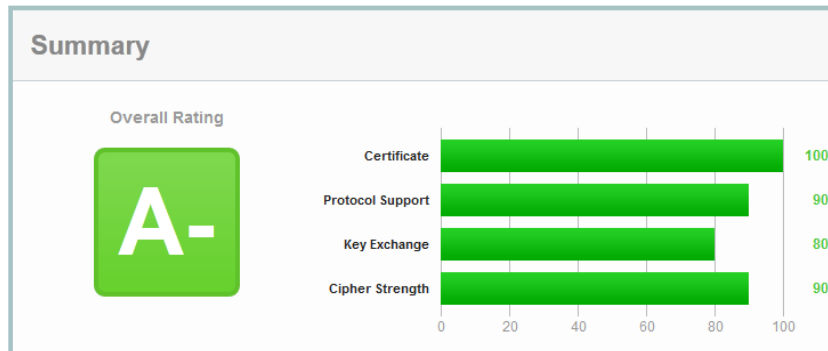 Summary
Overall Rating
A-
Certificate 100
Protocol Support 90
Key Exchange 80
Cipher Strength 90
0 20 40 60 80 100